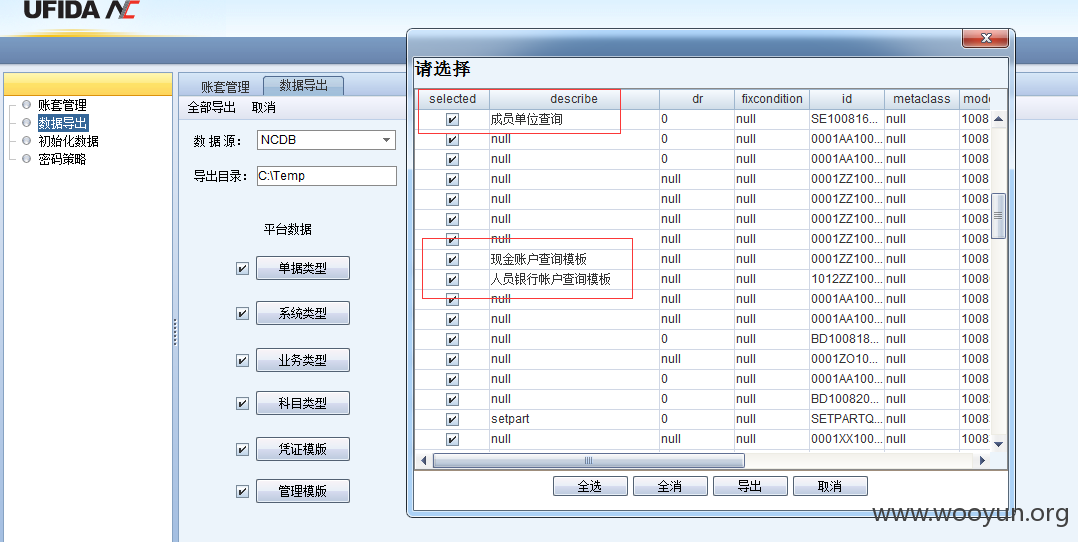 UFIDA NC
账套管理
数据导出
初始化数据
密码策略
账套管理 数据导出
全部导出 取消
数据源: NCDB
导出目录: C:\Temp
平台数据
单据类型
系统类型
业务类型
科目类型
凭证模版
管理模版
请选择
selected describe dr fixcondition id metaclass
成员单位查询 0 null SE100816... null 1008
null 0 null 0001AA100... null 1008
null 0 null 0001AA100... null 1008
null null null 0001ZZ100... null 1008
null null null 0001ZZ100... null 1008
null null null 0001ZZ100... null 1008
null null null 0001ZZ100... null 1008
现金账户查询模板 null null 0001ZZ100... null 1008
人员银行帐户查询模板 null null 1012ZZ100... null 1008
null null null 0001AA100... null 1008
null null null 0001AA100... null 1008
null 0 null BD100818... null 1008
null null null 0001ZO10... null 1008
null 0 null 0001AA100... null 1008
null 0 null BD100820... null 1008
setpart 0 null SETPARTQ... null 1008
null null null 0001XX100... null 1008
全选 全消 导出 取消
www.wooyun.org